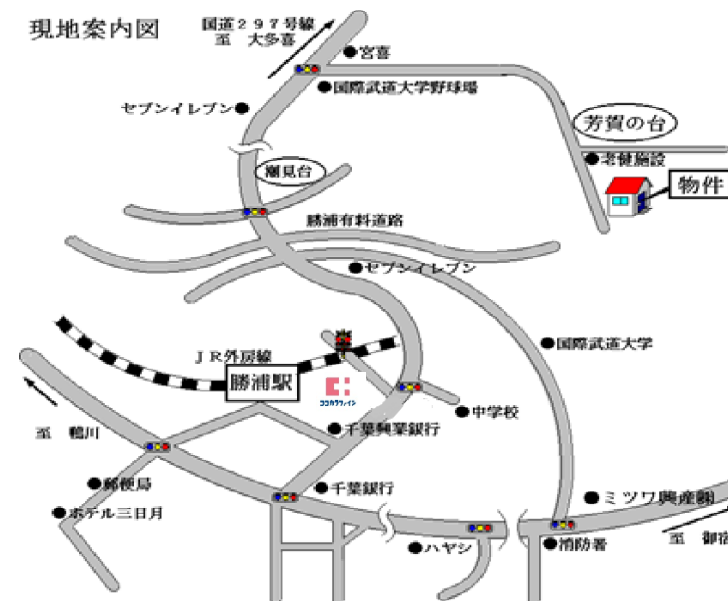 現地案内図
国道297号線
至 大多喜
宮喜
国際武道大学野球場
セブンイレブン
芳賀の台
老健施設
物件
潮見台
勝浦有料道路
セブンイレブン
国際武道大学
JR外房線
勝浦駅
ココカラファイン
中学校
至 鴨川
千葉興業銀行
郵便局
千葉銀行
ホテル三日月
ミツワ興産㈱
ハヤシ
消防署
至 御宿